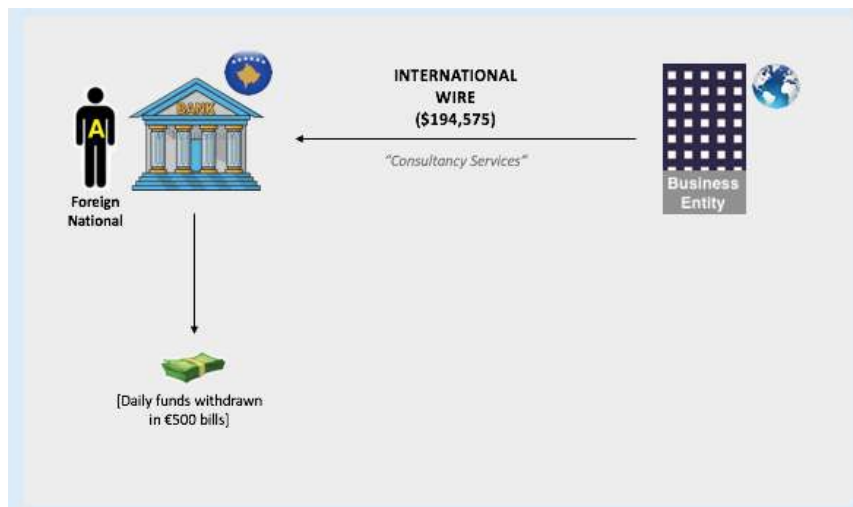 INTERNATIONAL
WIRE
($194,575)
BANK
A
"Consultancy Services"
Business
Entity
Foreign
National
[Daily funds withdrawn
in €500 bills]